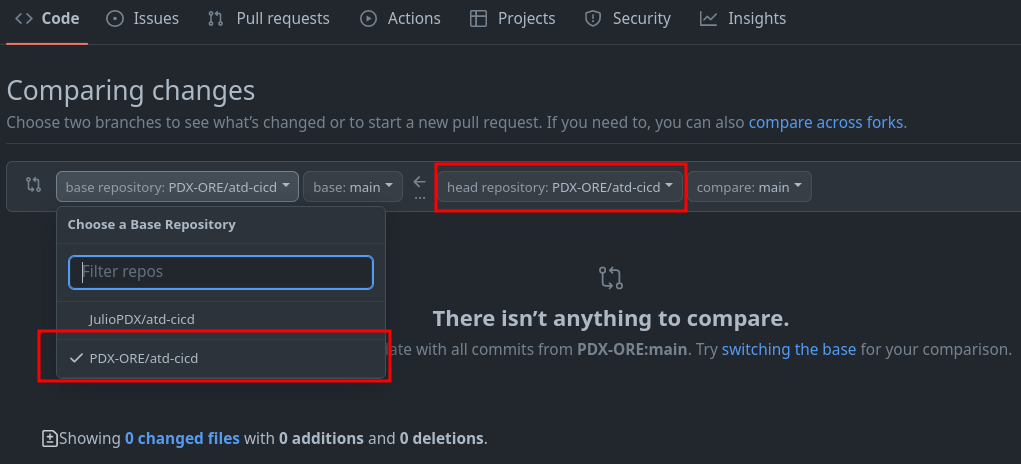 Code Issues Pull requests Actions Projects Security Insights
Comparing changes
Choose two branches to see what's changed or to start a new pull request. If you need to, you can also compare across forks.
base repository: PDX-ORE/atd-cicd base: main head repository: PDX-ORE/atd-cicd compare: main
Choose a Base Repository
Filter repos
JulioPDX/atd-cicd
There isn't anything to compare.
PDX-ORE/atd-cicd
with all commits from PDX-ORE:main. Try switching the base for your comparison.
Showing 0 changed files with 0 additions and 0 deletions.